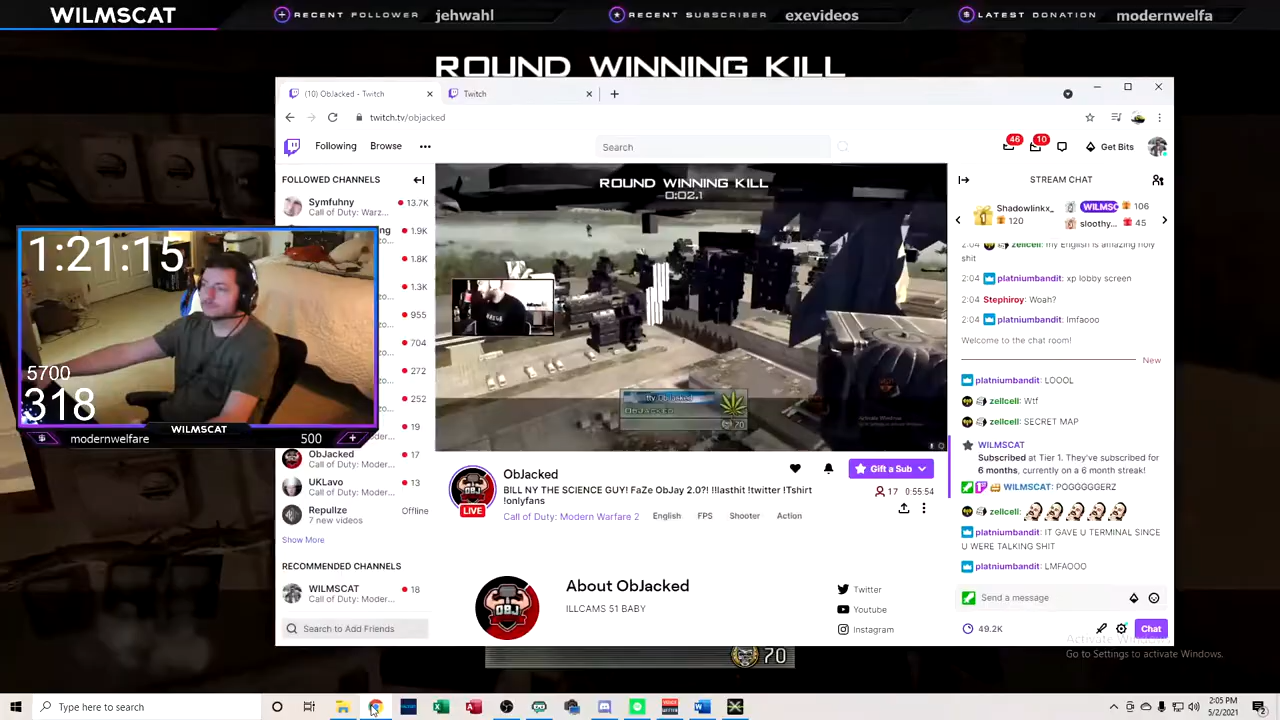 WILMSCAT
RECENT FOLLOWER jehwahl
RECENT SUBSCRIBER exevideos
LATEST DONATION modernwelfa
ROUND WINNING KILL
(10) ObJacked - Twitch
Twitch
twitch.tv/objacked
Following
Browse
Search
46
10
Get Bits
FOLLOWED CHANNELS
Symfuhny
13.7K
Call of Duty: Warz...
1.9K
1.8K
1.3K
955
704
272
252
19
ObJacked
17
Call of Duty: Moder...
UKLavo
13
Call of Duty: Moder...
Repullze
Offline
7 new videos
Show More
RECOMMENDED CHANNELS
WILMSCAT
18
Call of Duty: Moder...
Search to Add Friends
1:21:15
5700
318
WILMSCAT
modernwelfare
500
ROUND WINNING KILL
0:02.1
tty ObJacked
OBJACKED
70
ObJacked
LIVE
BILL NY THE SCIENCE GUY! FaZe ObJay 2.0?! !!lasthit !twitter !Tshirt
!onlyfans
Call of Duty: Modern Warfare 2
English
FPS
Shooter
Action
Gift a Sub
17
0:55:54
OBJ
About ObJacked
ILLCAMS 51 BABY
Twitter
Youtube
Instagram
STREAM CHAT
Shadowlinkx_
120
WILMSC
106
sloothy...
45
2:04 zellcell: my English is amazing holy
shit
2:04 platniumbandit: xp lobby screen
2:04 Stephiroy: Woah?
2:04 platniumbandit: lmfaooo
Welcome to the chat room!
New
platniumbandit: LOOOL
zellcell: Wtf
zellcell: SECRET MAP
WILMSCAT
Subscribed at Tier 1. They've subscribed for
6 months, currently on a 6 month streak!
WILMSCAT: POGGGGGERZ
zellcell:
platniumbandit: IT GAVE U TERMINAL SINCE
U WERE TALKING SHIT
platniumbandit: LMFAOOO
Send a message
49.2K
Chat
Activate Windows
Go to Settings to activate Windows.
70
Type here to search
2:05 PM
5/2/2021
2